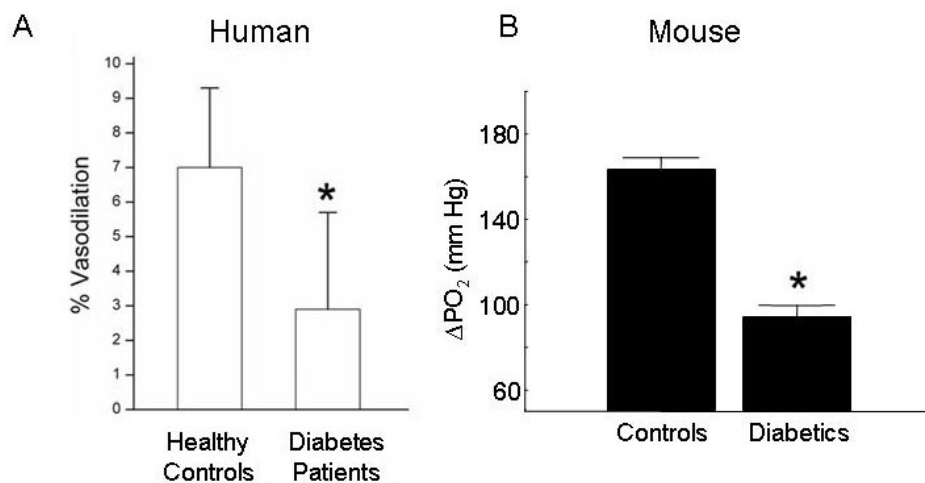 A
Human
% Vasodilation
10
9
8
7
6
5
4
3
2
1
0
*
Healthy
Controls
Diabetes
Patients
B
Mouse
ΔPO₂ (mm Hg)
180
140
100
60
*
Controls
Diabetics